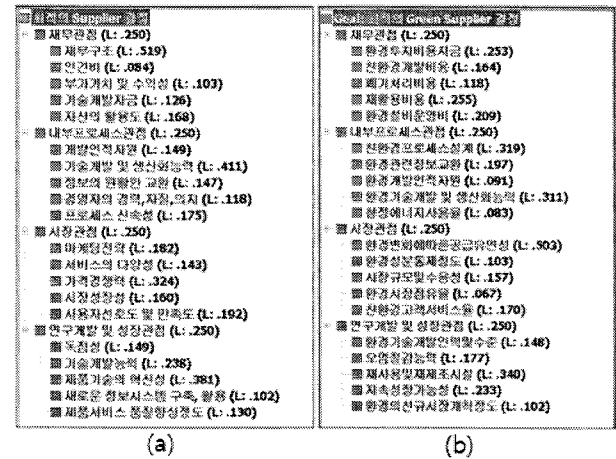 최적의 Supplier 결정
재무관점 (L: .250)
재무구조 (L: .519)
인건비 (L: .084)
부가가치 및 수익성 (L: .103)
기술개발자금 (L: .126)
자산의 활용도 (L: .168)
내부프로세스관점 (L: .250)
개발인적자원 (L: .149)
기술개발 및 생산화능력 (L: .411)
정보의 원활한 교환 (L: .147)
경영자의 경력,자질,의지 (L: .118)
프로세스 신속성 (L: .175)
시장관점 (L: .250)
마케팅전략 (L: .182)
서비스의 다양성 (L: .143)
가격경쟁력 (L: .324)
시장성장성 (L: .160)
사용자선호도 및 만족도 (L: .192)
연구개발 및 성장관점 (L: .250)
독점성 (L: .149)
기술개발능력 (L: .238)
제품기술의 혁신성 (L: .381)
새로운 정보시스템 구축, 활용 (L: .102)
제품서비스 품질향상정도 (L: .130)
(a)
Goal: 최적의 Green Supplier 결정
재무관점 (L: .250)
환경투자비용자금 (L: .253)
친환경개발비용 (L: .164)
폐기처리비용 (L: .118)
재활용비용 (L: .255)
환경설비운영비 (L: .209)
내부프로세스관점 (L: .250)
친환경프로세스설계 (L: .319)
환경관련정보교환 (L: .197)
환경개발인적자원 (L: .091)
환경기술개발 및 생산화능력 (L: .311)
청정에너지사용율 (L: .083)
시장관점 (L: .250)
환경변화에따른공급유연성 (L: .503)
환경성분통제정도 (L: .103)
시장규모및수용성 (L: .157)
환경시장점유율 (L: .067)
친환경고객서비스율 (L: .170)
연구개발 및 성장관점 (L: .250)
환경기술개발인력및수준 (L: .148)
오염절감능력 (L: .177)
재사용및재제조시설 (L: .340)
지속성장가능성 (L: .233)
환경의신규시장개척정도 (L: .102)
(b)